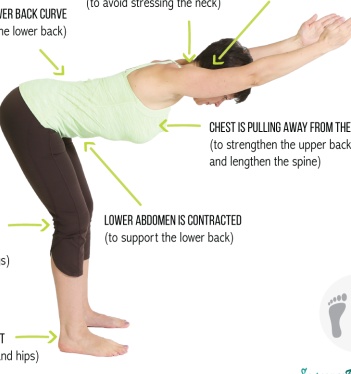 (to avoid stressing the neck)
ER BACK CURVE
he lower back)
CHEST IS PULLING AWAY FROM THE
(to strengthen the upper back
and lengthen the spine)
LOWER ABDOMEN IS CONTRACTED
(to support the lower back)
s)
T
nd hips)